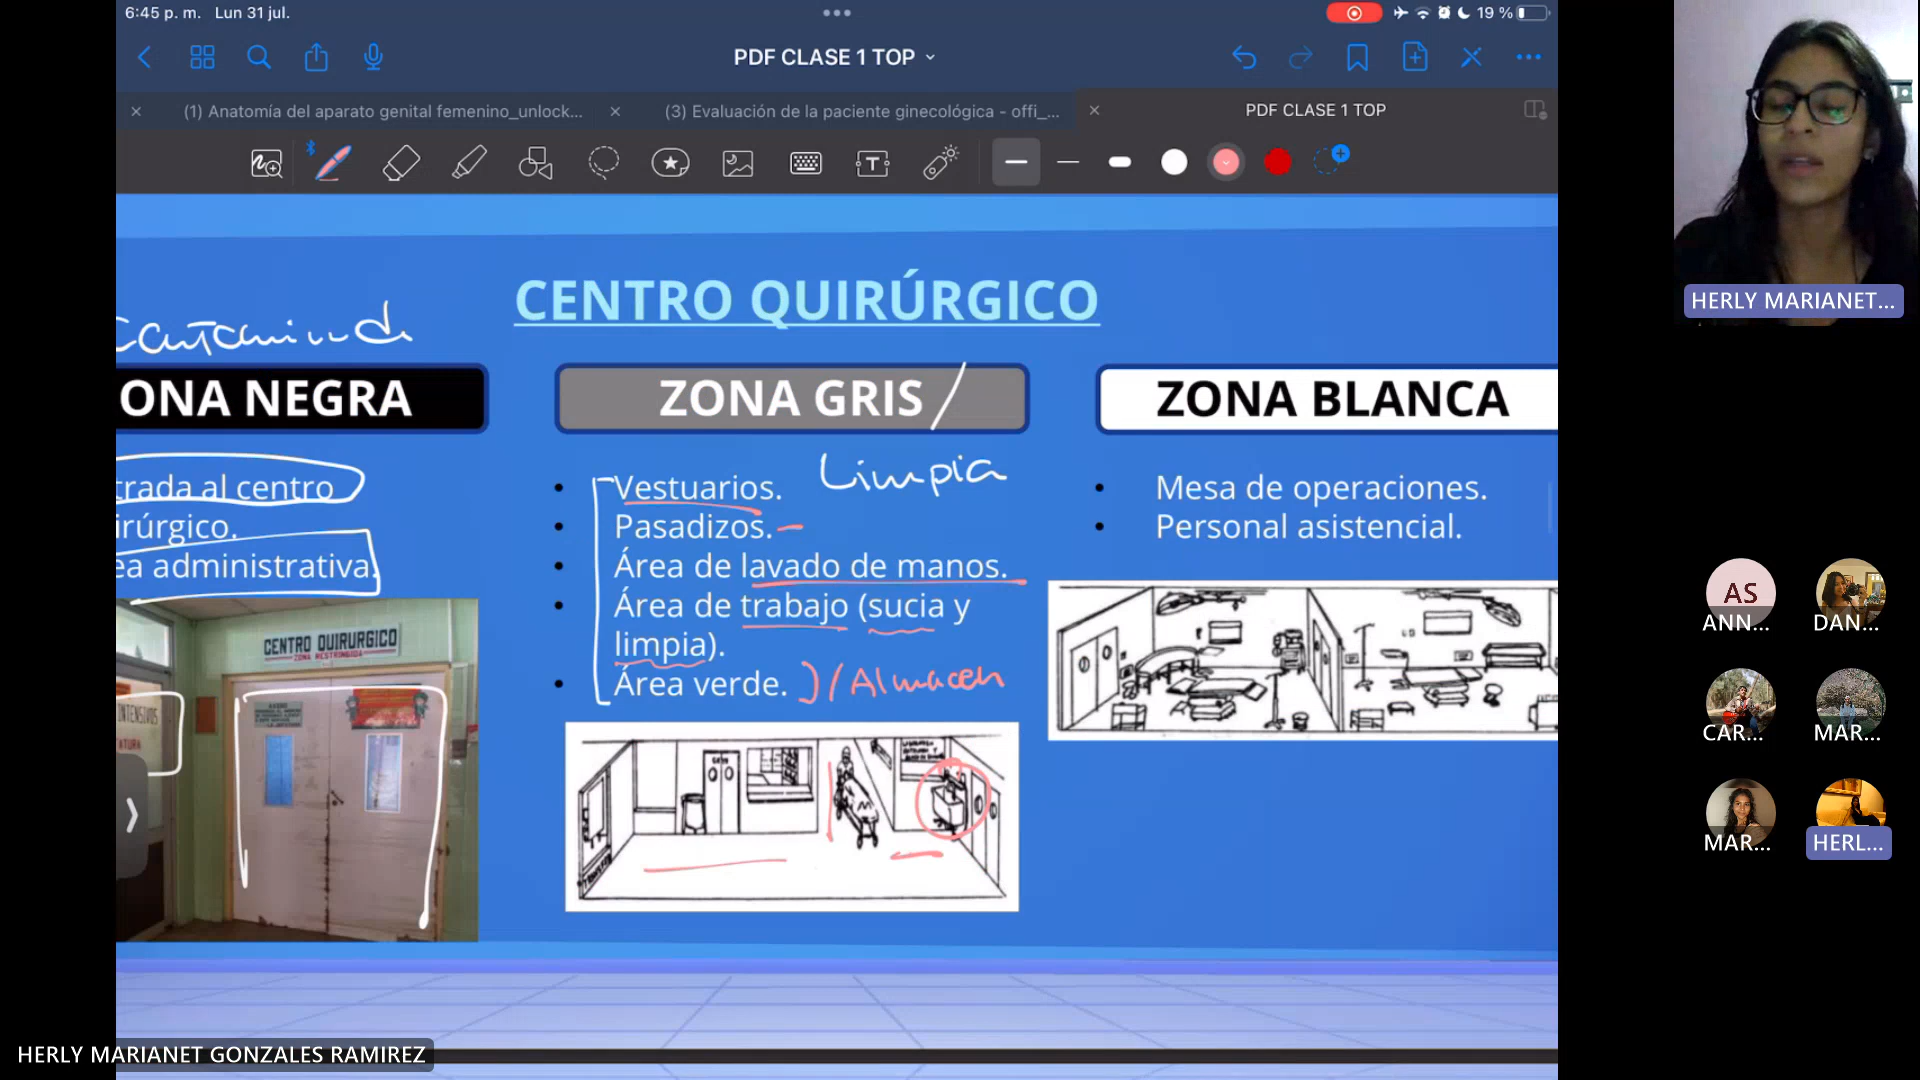 6:45 p. m. Lun 31 jul.
19 %
PDF CLASE 1 TOP
(1) Anatomía del aparato genital femenino_unlock...
(3) Evaluación de la paciente ginecológica - offi_...
PDF CLASE 1 TOP
HERLY MARIANET...
CENTRO QUIRÚRGICO
ONA NEGRA
trada al centro
irúrgico.
ea administrativa.
CENTRO QUIRURGICO
ZONA RESTRINGIDA
INTENSIVOS
ZONA GRIS /
Limpia
Vestuarios.
Pasadizos.
Área de lavado de manos.
Área de trabajo (sucia y
limpia).
Área verde. / Almacen
ZONA BLANCA
Mesa de operaciones.
Personal asistencial.
AS
ANN...
DAN...
CAR...
MAR...
MAR...
HERL...
HERLY MARIANET GONZALES RAMIREZ